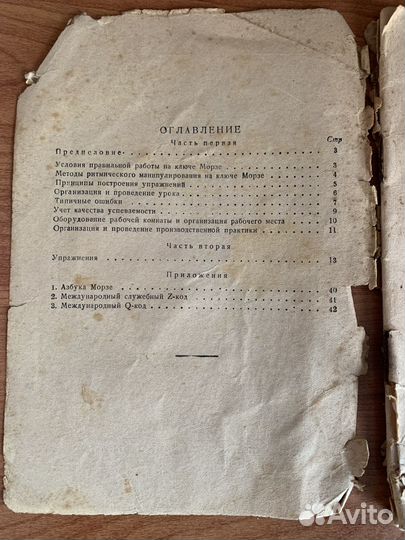 ОГЛАВЛЕНИЕ
Часть первая
Стр
Предисловие 3
Условия правильной работы на ключе Морзе 3
Методы ритмического манипулирования на ключе Морзе 4
Принципы построения упражнений 5
Организация и проведение урока 6
Типичные ошибки 7
Учет качества успеваемости 9
Оборудование рабочей комнаты и организация рабочего места 10
Организация и проведение производственной практики 11
Часть вторая
Упражнения 13
Приложения
1. Азбука Морзе 40
2. Международный служебный Z-код 41
3. Международный Q-код 42
Avito